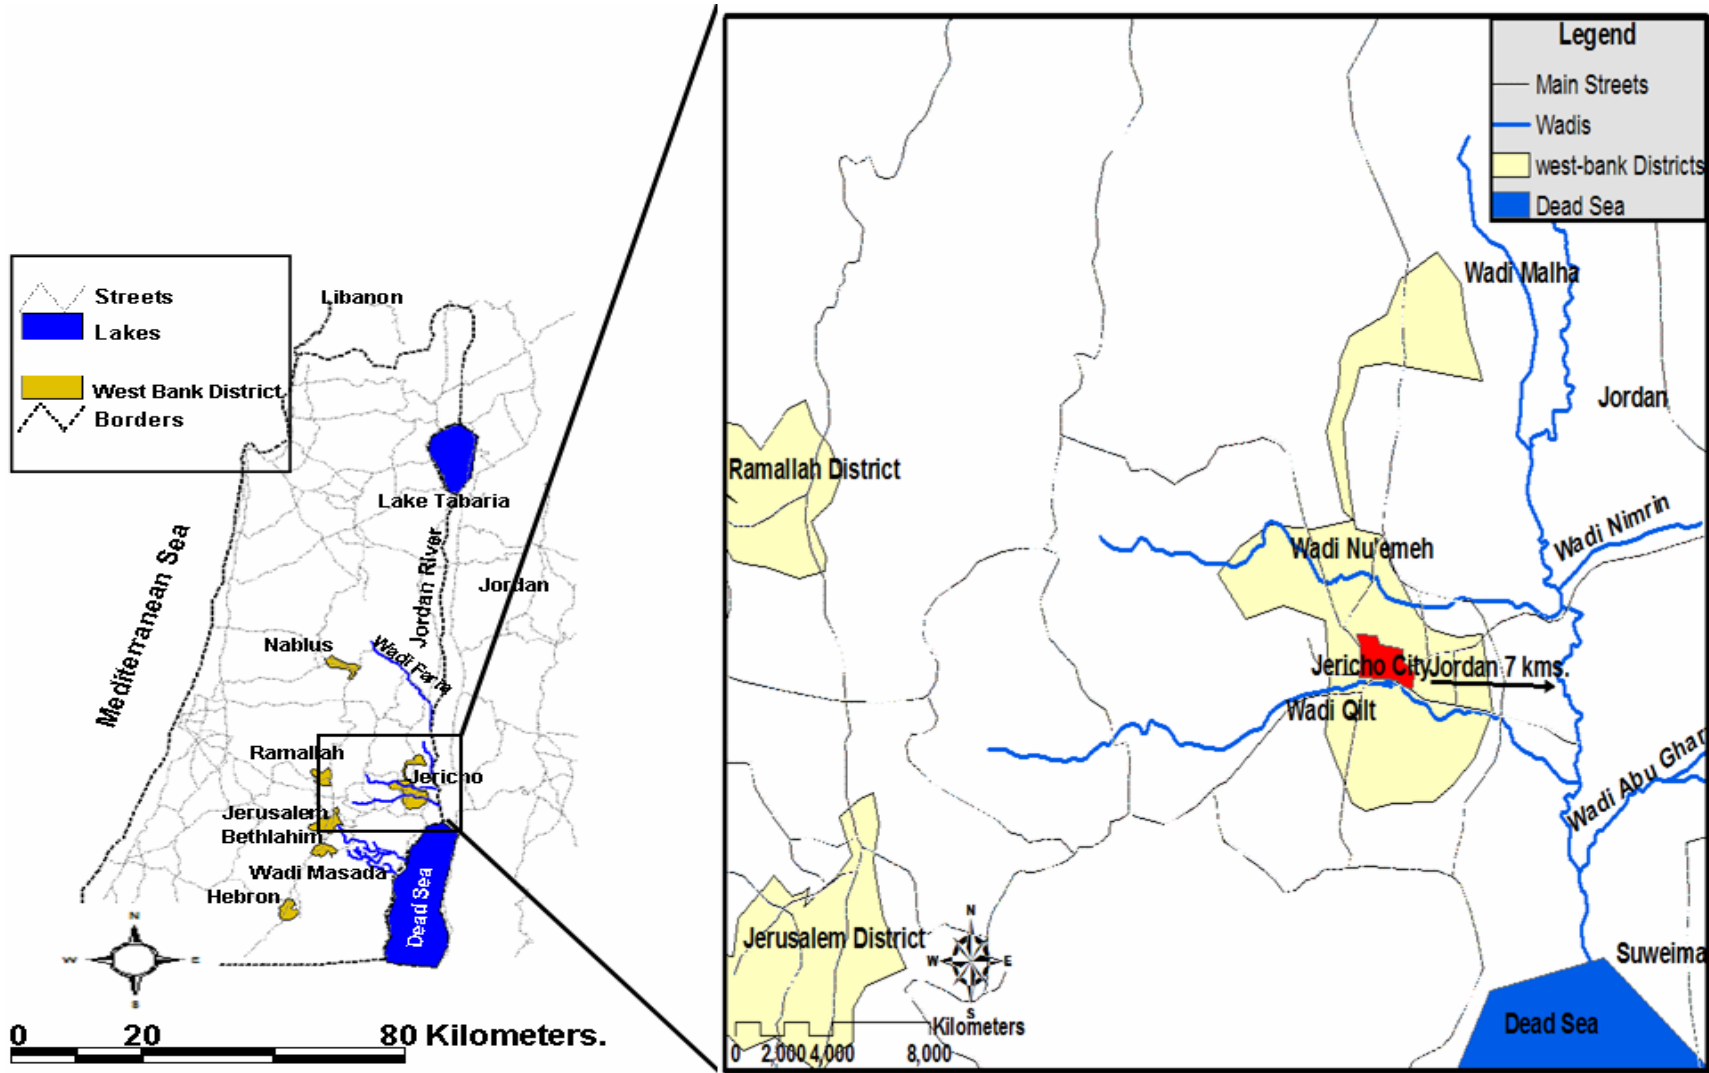 Streets
Lakes
West Bank District
Borders
Libanon
Lake Tabaria
Mediterranean Sea
Jordan River
Jordan
Nablus
Wadi Farha
Ramallah
Jericho
Jerusalem
Bethlahim
Wadi Masada
Hebron
Dead Sea
N
W E
S
0 20 80 Kilometers.
Legend
Main Streets
Wadis
west-bank Districts
Dead Sea
Wadi Malha
Jordan
Ramallah District
Wadi Nimrin
Wadi Nu'emeh
Jericho City Jordan 7 kms.
Wadi Qilt
Wadi Abu Ghar
Jerusalem District
N
W E
S
Suweima
Kilometers
0 2,000 4,000 8,000
Dead Sea